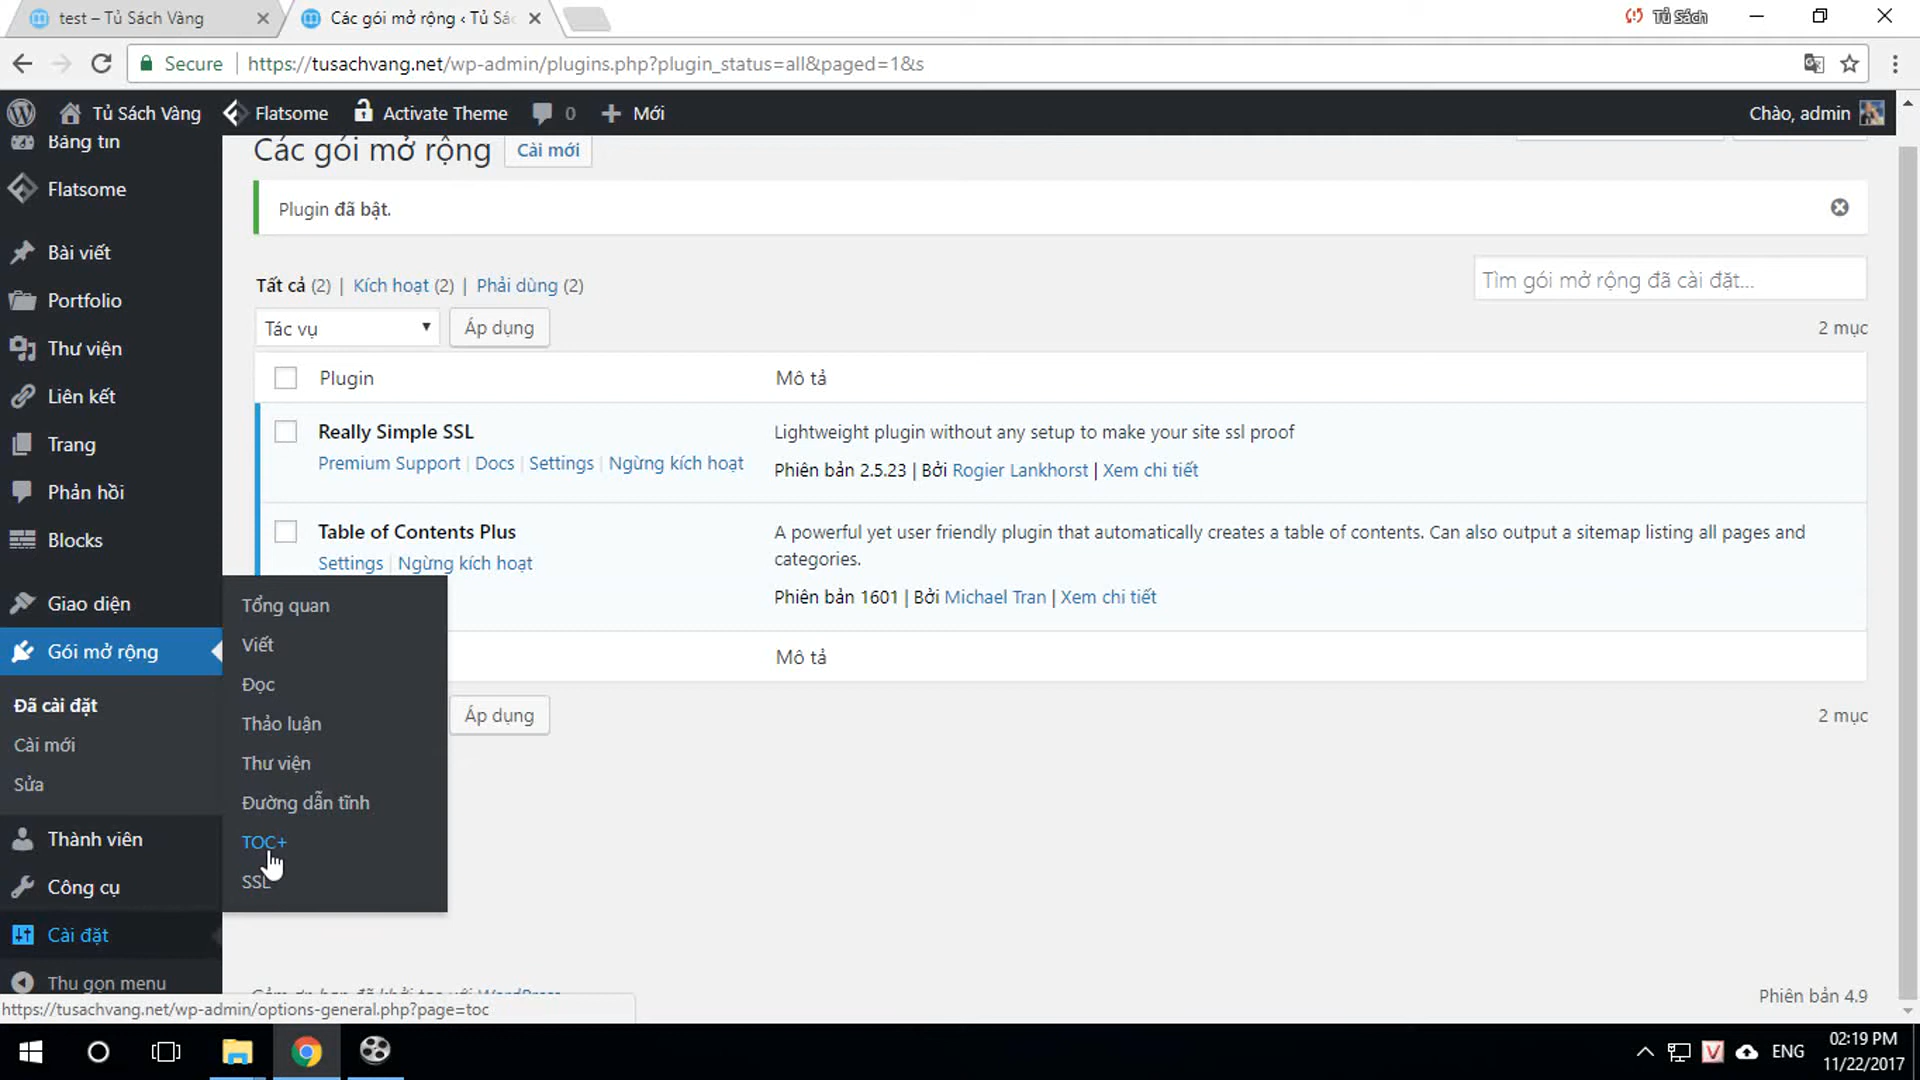 test – Tủ Sách Vàng
Các gói mở rộng ‹ Tủ Sác
Tủ Sách
Secure
https://tusachvang.net/wp-admin/plugins.php?plugin_status=all&paged=1&s
Tủ Sách Vàng
Flatsome
Activate Theme
0
Mới
Chào, admin
Bảng tin
Flatsome
Bài viết
Portfolio
Thư viện
Liên kết
Trang
Phản hồi
Blocks
Giao diện
Gói mở rộng
Đã cài đặt
Cài mới
Sửa
Thành viên
Công cụ
Cài đặt
Thu gọn menu
Tổng quan
Viết
Đọc
Thảo luận
Thư viện
Đường dẫn tĩnh
TOC+
SSL
Các gói mở rộng
Cài mới
Plugin đã bật.
Tất cả (2) | Kích hoạt (2) | Phải dùng (2)
Tìm gói mở rộng đã cài đặt...
Tác vụ
Áp dụng
2 mục
Plugin
Mô tả
Really Simple SSL
Premium Support | Docs | Settings | Ngừng kích hoạt
Lightweight plugin without any setup to make your site ssl proof
Phiên bản 2.5.23 | Bởi Rogier Lankhorst | Xem chi tiết
Table of Contents Plus
Settings | Ngừng kích hoạt
A powerful yet user friendly plugin that automatically creates a table of contents. Can also output a sitemap listing all pages and
categories.
Phiên bản 1601 | Bởi Michael Tran | Xem chi tiết
Mô tả
Áp dụng
2 mục
Cảm ơn bạn đã khởi tạo với WordPress
Phiên bản 4.9
https://tusachvang.net/wp-admin/options-general.php?page=toc
ENG
02:19 PM
11/22/2017